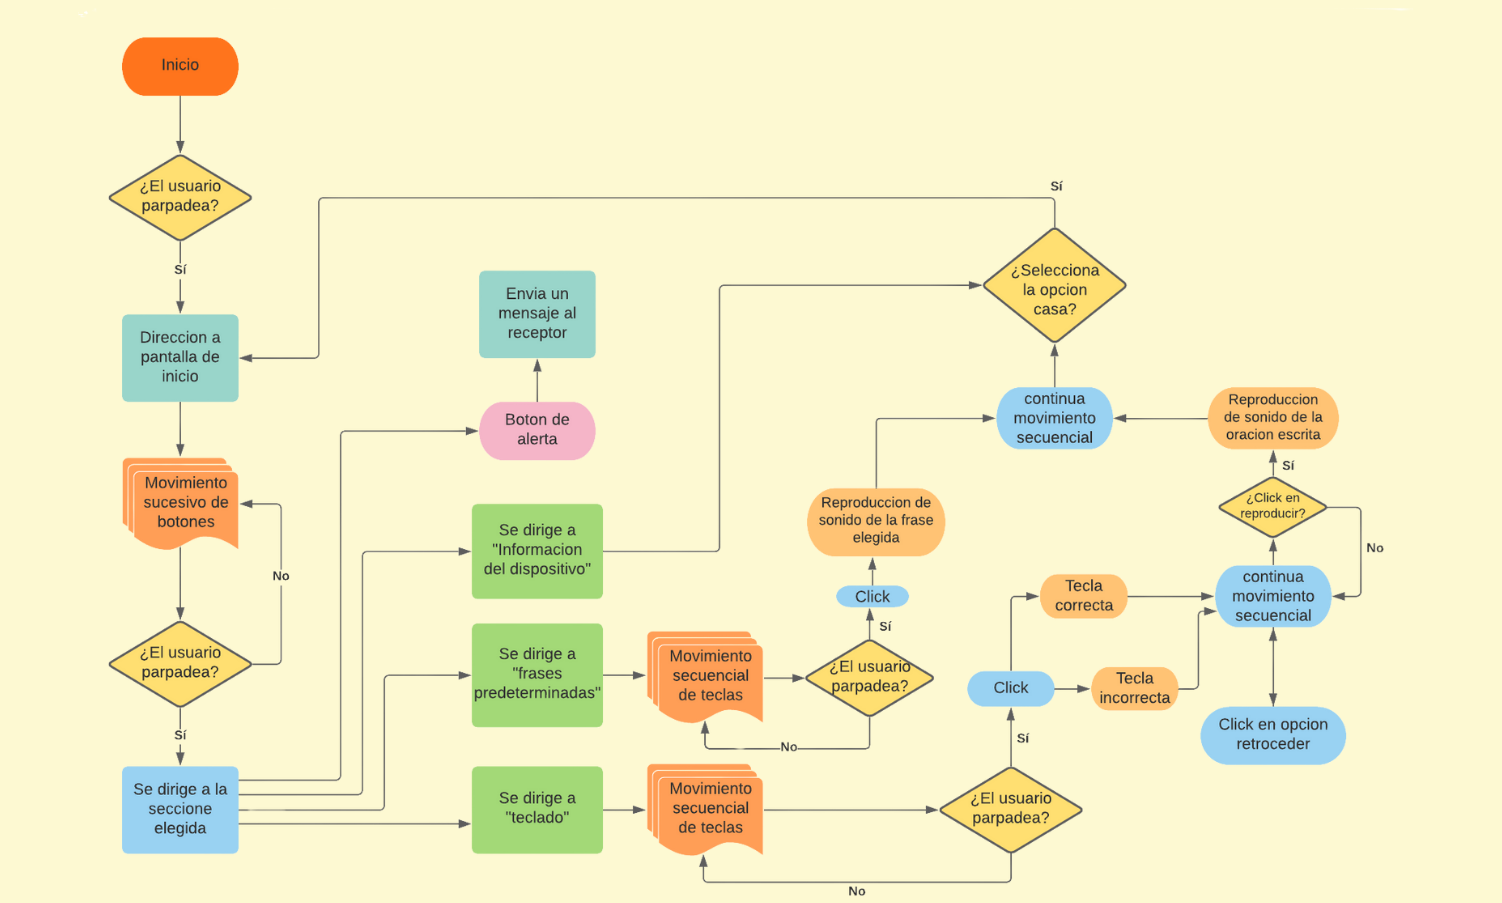 Inicio
¿El usuario
parpadea?
Sí
Direccion a
pantalla de
inicio
Movimiento
sucesivo de
botones
No
¿El usuario
parpadea?
Sí
Se dirige a la
seccione
elegida
Envia un
mensaje al
receptor
Boton de
alerta
Se dirige a
"Informacion
del dispositivo"
Se dirige a
"frases
predeterminadas"
Se dirige a
"teclado"
Movimiento
secuencial
de teclas
No
¿El usuario
parpadea?
Sí
Click
Reproduccion de
sonido de la frase
elegida
Movimiento
secuencial
de teclas
No
¿El usuario
parpadea?
Sí
Click
Tecla
correcta
Tecla
incorrecta
continua
movimiento
secuencial
Click en opcion
retroceder
¿Click en
reproducir?
No
Sí
Reproduccion
de sonido de la
oracion escrita
continua
movimiento
secuencial
¿Selecciona
la opcion
casa?
Sí